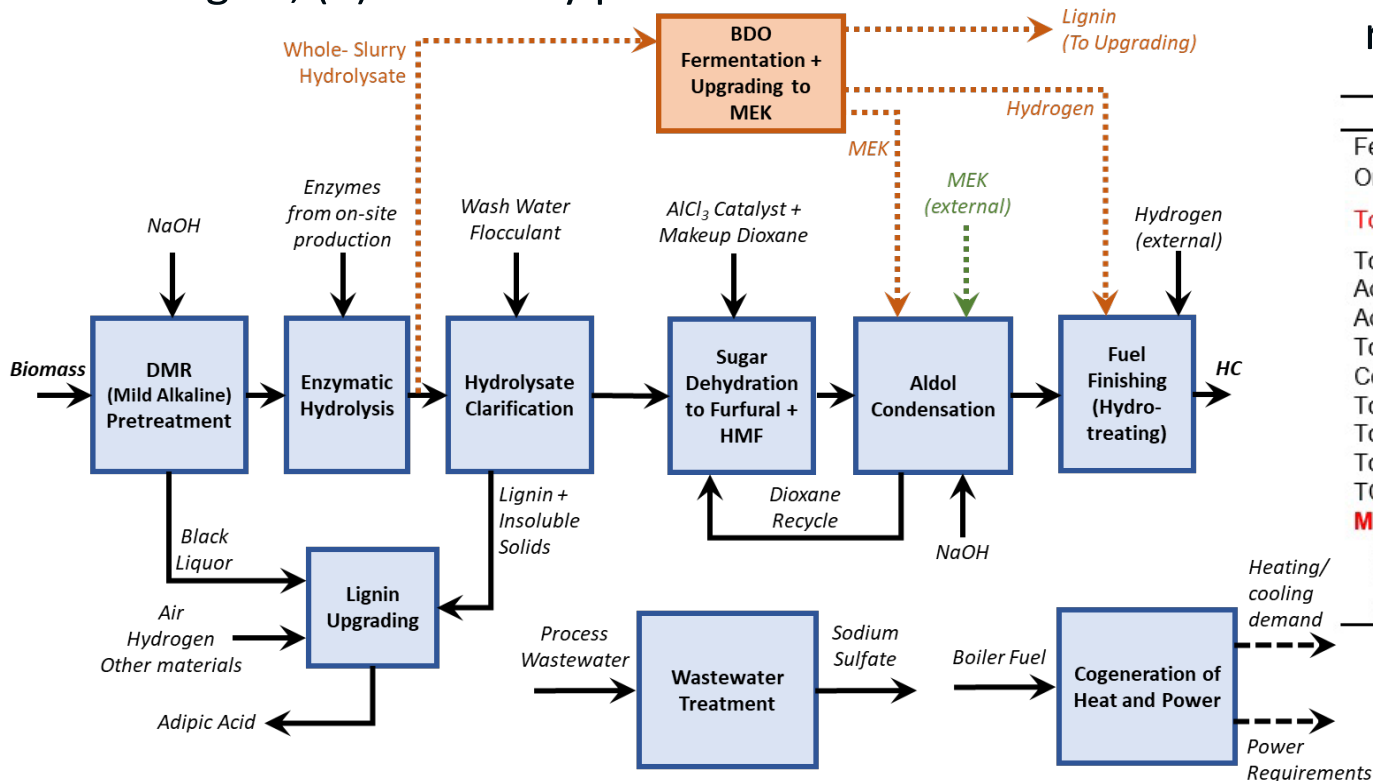 BDO
Fermentation +
Upgrading to
MEK
Whole- Slurry
Hydrolysate
Lignin
(To Upgrading)
Hydrogen
MEK
MEK
(external)
NaOH
Enzymes
from on-site
production
Wash Water
Flocculant
AlCl₃ Catalyst +
Makeup Dioxane
Hydrogen
(external)
Biomass
DMR
(Mild Alkaline)
Pretreatment
Enzymatic
Hydrolysis
Hydrolysate
Clarification
Sugar
Dehydration
to Furfural +
HMF
Aldol
Condensation
Fuel
Finishing
(Hydro-
treating)
HC
Black
Liquor
Lignin +
Insoluble
Solids
Dioxane
Recycle
NaOH
Air
Hydrogen
Other materials
Lignin
Upgrading
Adipic Acid
Process
Wastewater
Wastewater
Treatment
Sodium
Sulfate
Boiler Fuel
Cogeneration of
Heat and Power
Heating/
cooling
demand
Power
Requirements